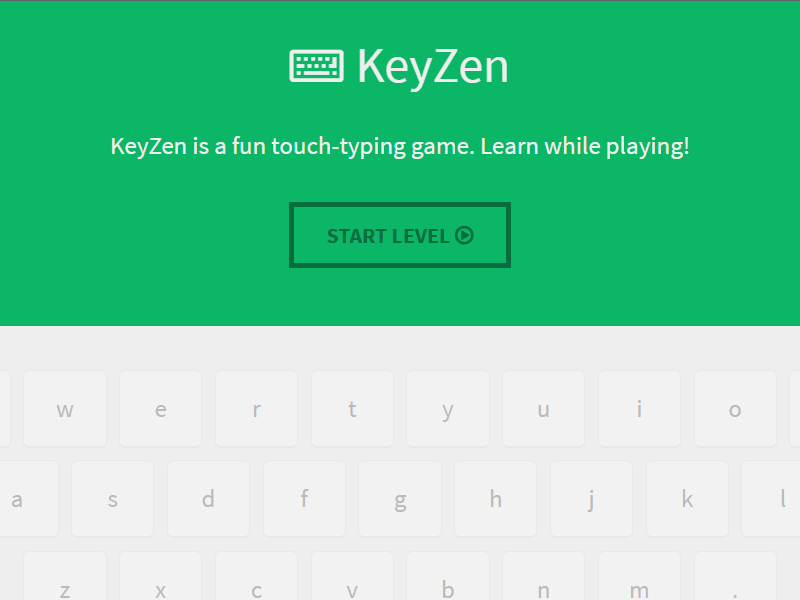 KeyZen
KeyZen is a fun touch-typing game. Learn while playing!
START LEVEL
w e r t y u i o
a s d f g h j k l
z x c v b n m .